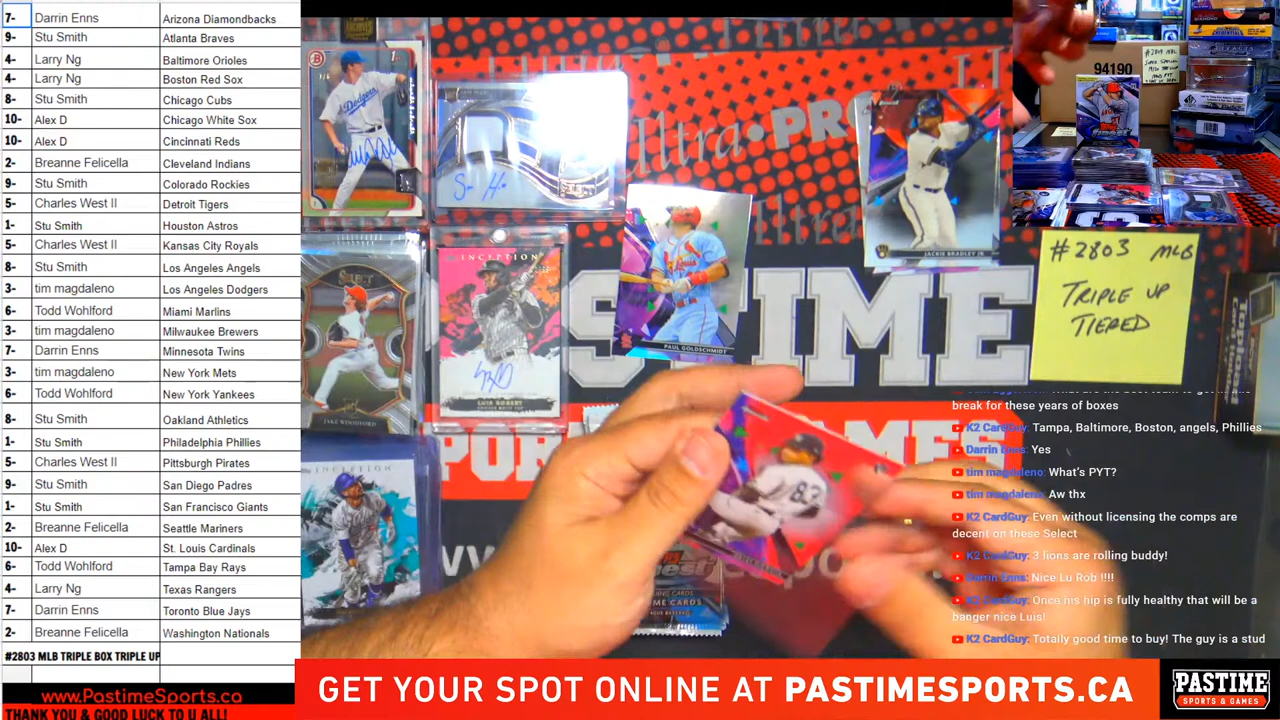 7- Darrin Enns Arizona Diamondbacks
9- Stu Smith Atlanta Braves
4- Larry Ng Baltimore Orioles
4- Larry Ng Boston Red Sox
8- Stu Smith Chicago Cubs
10- Alex D Chicago White Sox
10- Alex D Cincinnati Reds
2- Breanne Felicella Cleveland Indians
9- Stu Smith Colorado Rockies
5- Charles West II Detroit Tigers
1- Stu Smith Houston Astros
5- Charles West II Kansas City Royals
8- Stu Smith Los Angeles Angels
3- tim magdaleno Los Angeles Dodgers
6- Todd Wohlford Miami Marlins
3- tim magdaleno Milwaukee Brewers
7- Darrin Enns Minnesota Twins
3- tim magdaleno New York Mets
6- Todd Wohlford New York Yankees
8- Stu Smith Oakland Athletics
1- Stu Smith Philadelphia Phillies
5- Charles West II Pittsburgh Pirates
9- Stu Smith San Diego Padres
1- Stu Smith San Francisco Giants
2- Breanne Felicella Seattle Mariners
10- Alex D St. Louis Cardinals
6- Todd Wohlford Tampa Bay Rays
4- Larry Ng Texas Rangers
7- Darrin Enns Toronto Blue Jays
2- Breanne Felicella Washington Nationals
#2803 MLB TRIPLE BOX TRIPLE UP
www.PastimeSports.ca
THANK YOU & GOOD LUCK TO U ALL!
Dodgers
SELECT
JAKE WOODFORD
INCEPTION
LUIS ROBERT
CHICAGO WHITE SOX
INCEPTION
PAUL GOLDSCHMIDT
JACKIE BRADLEY JR.
83
ltra•PR
STIME
94190
#2803 MLB
TRIPLE UP
TIERED
break for these years of boxes
K2 CardGuy: Tampa, Baltimore, Boston, angels, Phillies
Darrin Enns: Yes
tim magdaleno: What's PYT?
tim magdaleno: Aw thx
K2 CardGuy: Even without licensing the comps are
decent on these Select
K2 CardGuy: 3 lions are rolling buddy!
Darrin Enns: Nice Lu Rob !!!!
K2 CardGuy: Once his hip is fully healthy that will be a
banger nice Luis!
K2 CardGuy: Totally good time to buy! The guy is a stud
GET YOUR SPOT ONLINE AT PASTIMESPORTS.CA
PASTIME
SPORTS & GAMES